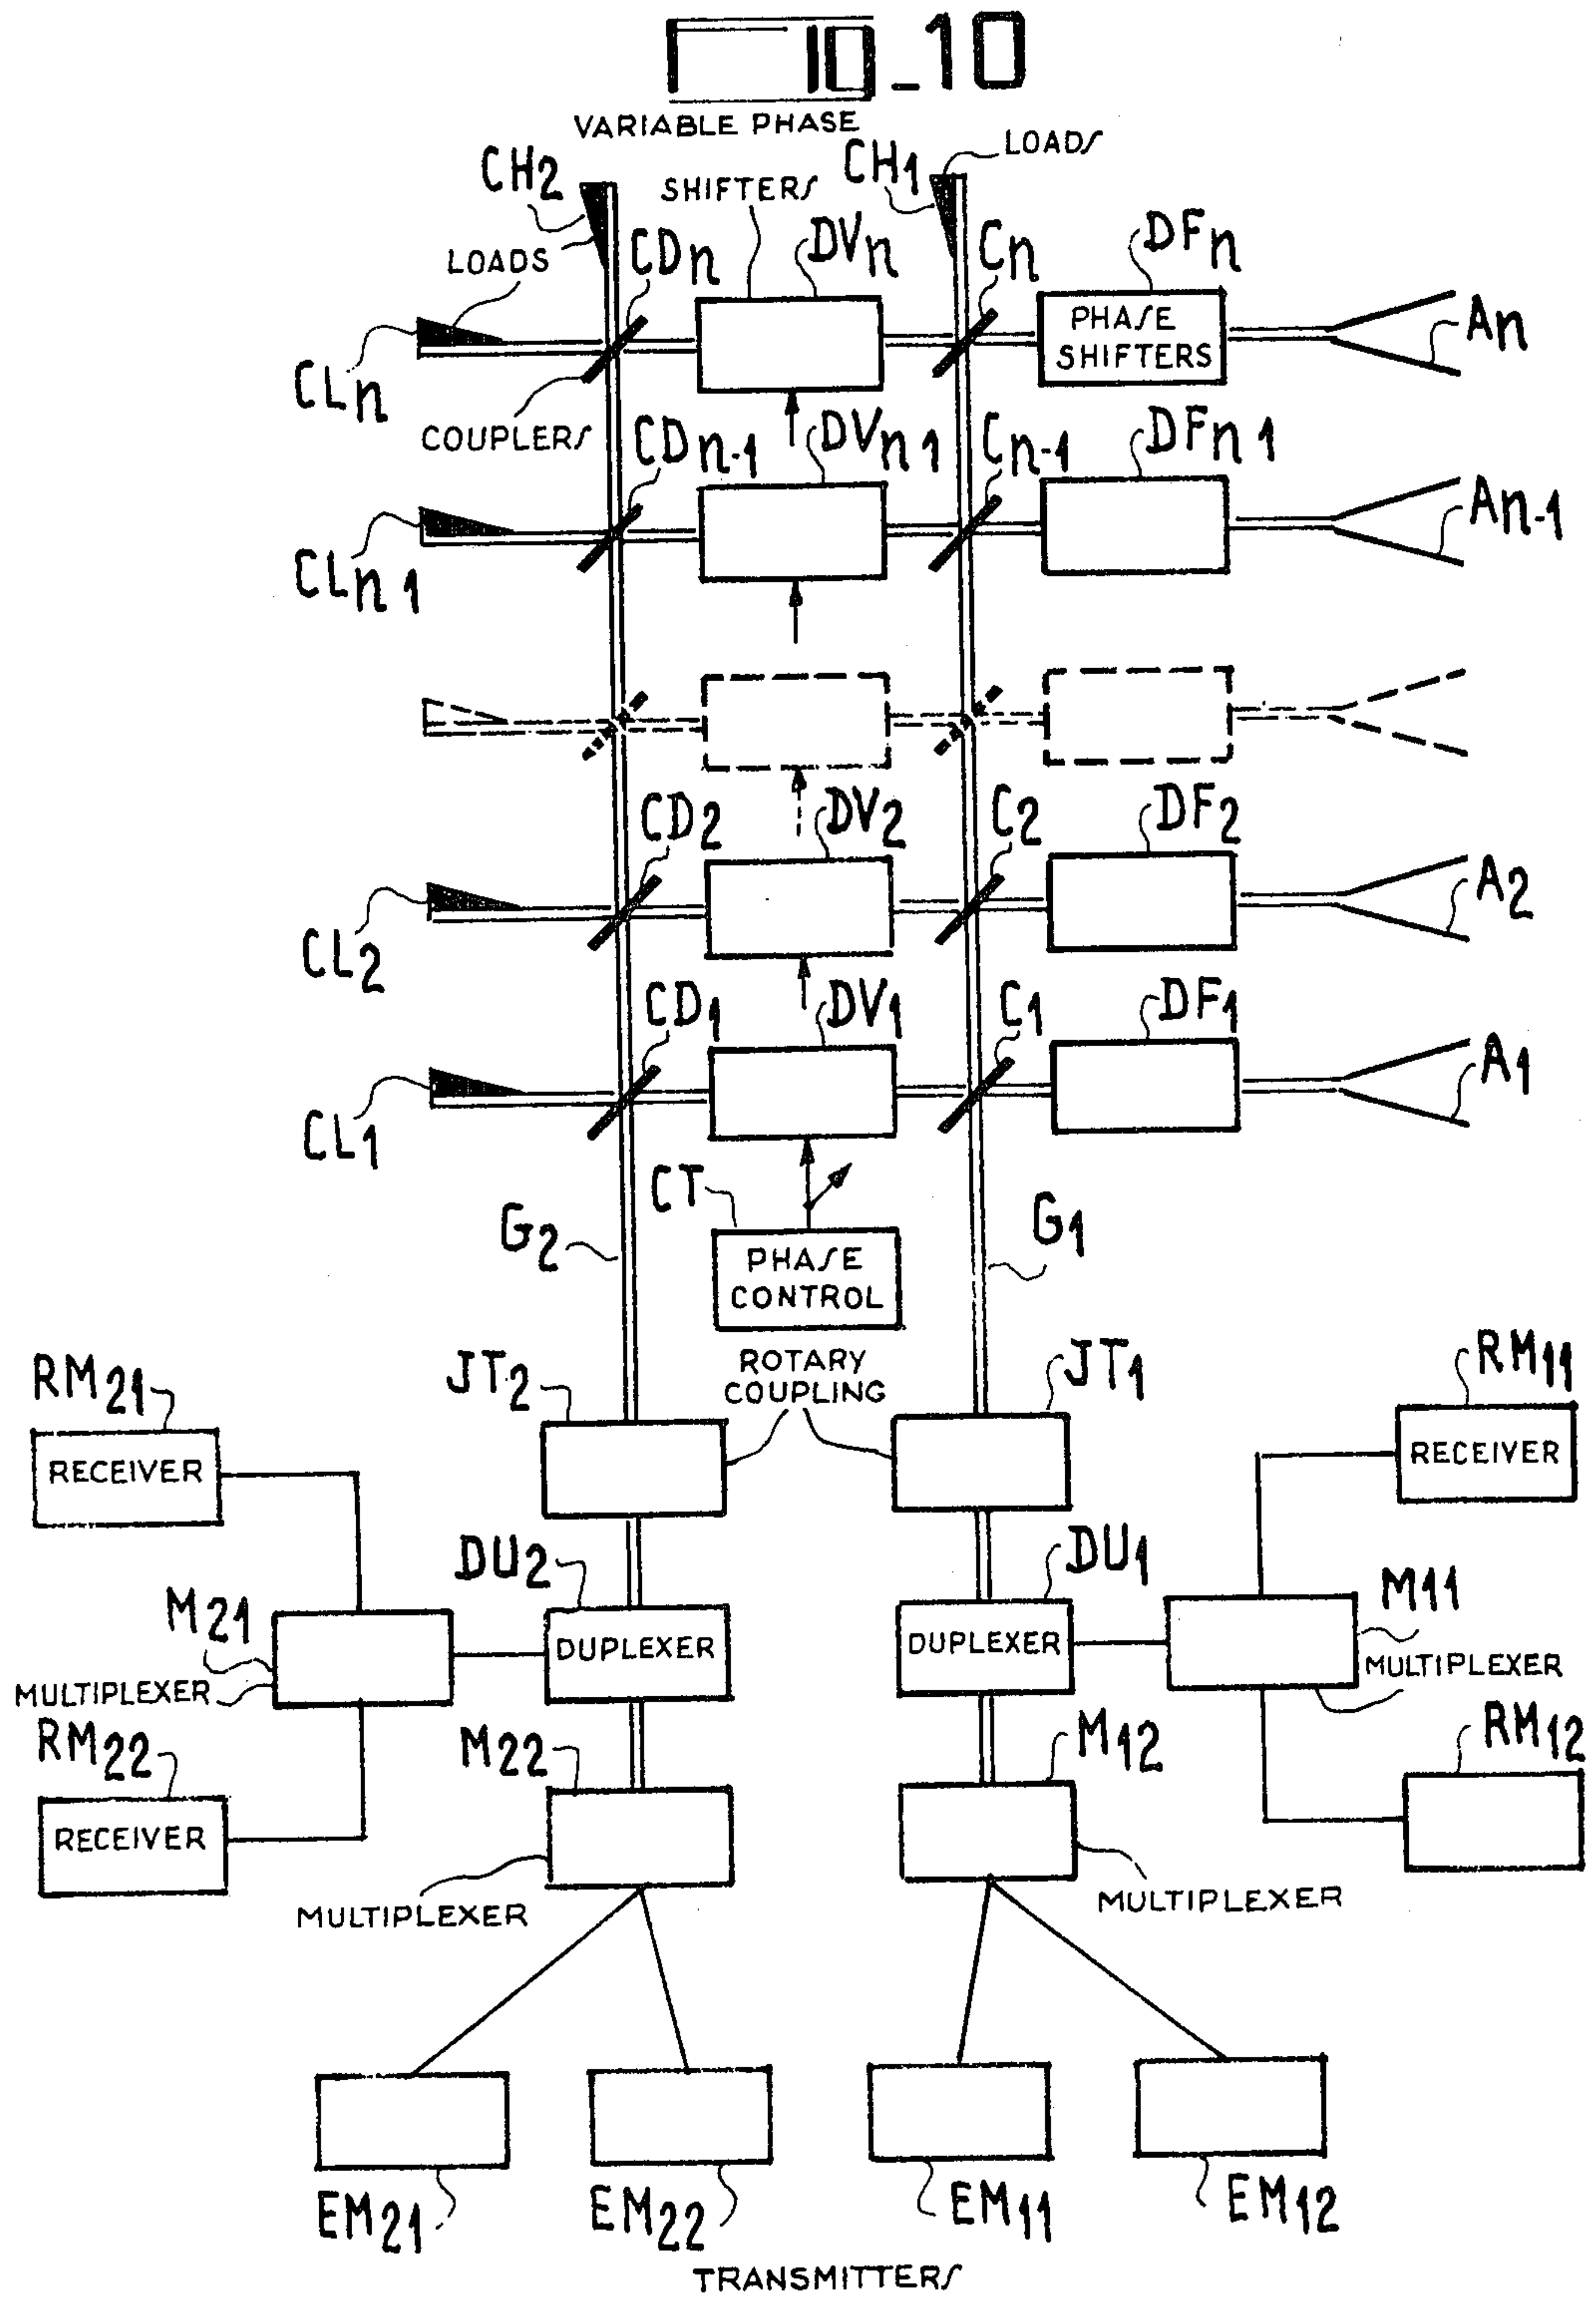 FIG_10
VARIABLE PHASE
SHIFTERS
CH2
CH1
LOADS
LOADS
CDn
DVn
Cn
DFn
PHASE
SHIFTERS
An
CLn
COUPLERS
CDn-1
DVn 1
Cn-1
DFn 1
An-1
CLn 1
CD2
DV2
C2
DF2
A2
CL2
CD1
DV1
C1
DF1
A1
CL1
CT
G2
G1
PHASE
CONTROL
ROTARY
COUPLING
JT2
JT1
RM21
RM11
RECEIVER
RECEIVER
DU2
DU1
M21
M11
DUPLEXER
DUPLEXER
MULTIPLEXER
MULTIPLEXER
RM22
M22
M12
RM12
RECEIVER
MULTIPLEXER
MULTIPLEXER
EM21
EM22
EM11
EM12
TRANSMITTERS